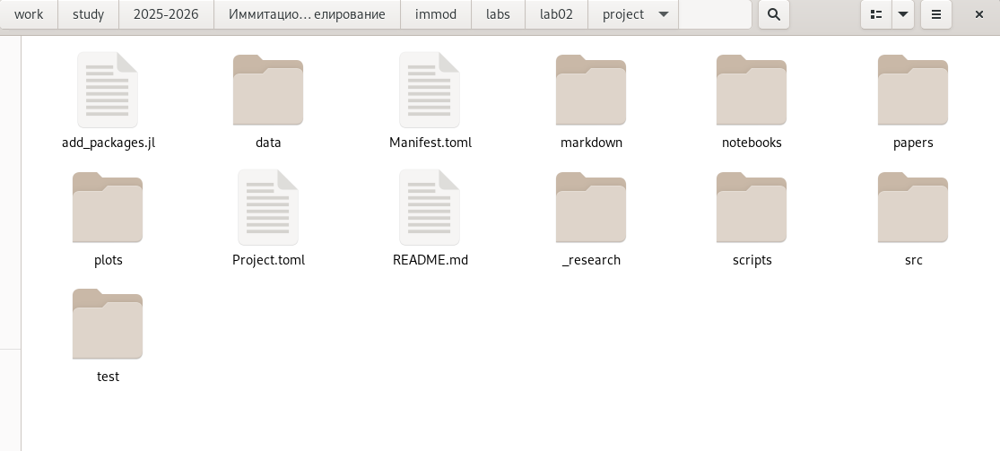 work study 2025-2026 Иммитацио... елирование immod labs lab02 project
add_packages.jl data Manifest.toml markdown notebooks papers
plots Project.toml README.md _research scripts src
test